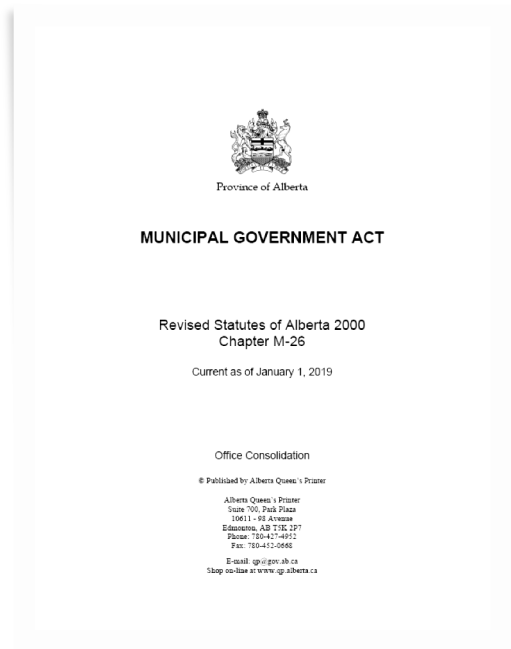 Province of Alberta
MUNICIPAL GOVERNMENT ACT
Revised Statutes of Alberta 2000
Chapter M-26
Current as of January 1, 2019
Office Consolidation
© Published by Alberta Queen's Printer
Alberta Queen's Printer
Suite 700, Park Plaza
10611 - 98 Avenue
Edmonton, AB T5K 2P7
Phone: 780-427-4952
Fax: 780-452-0668
E-mail: qp@gov.ab.ca
Shop on-line at www.qp.alberta.ca